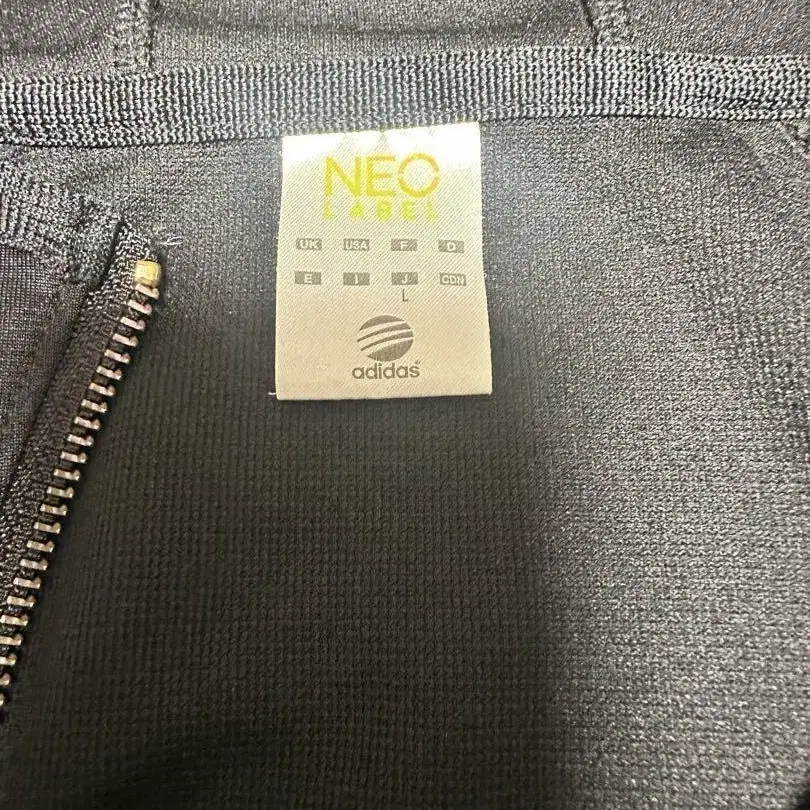 NEO
LABEL
UK USA F D
E I J CDN
L
adidas®